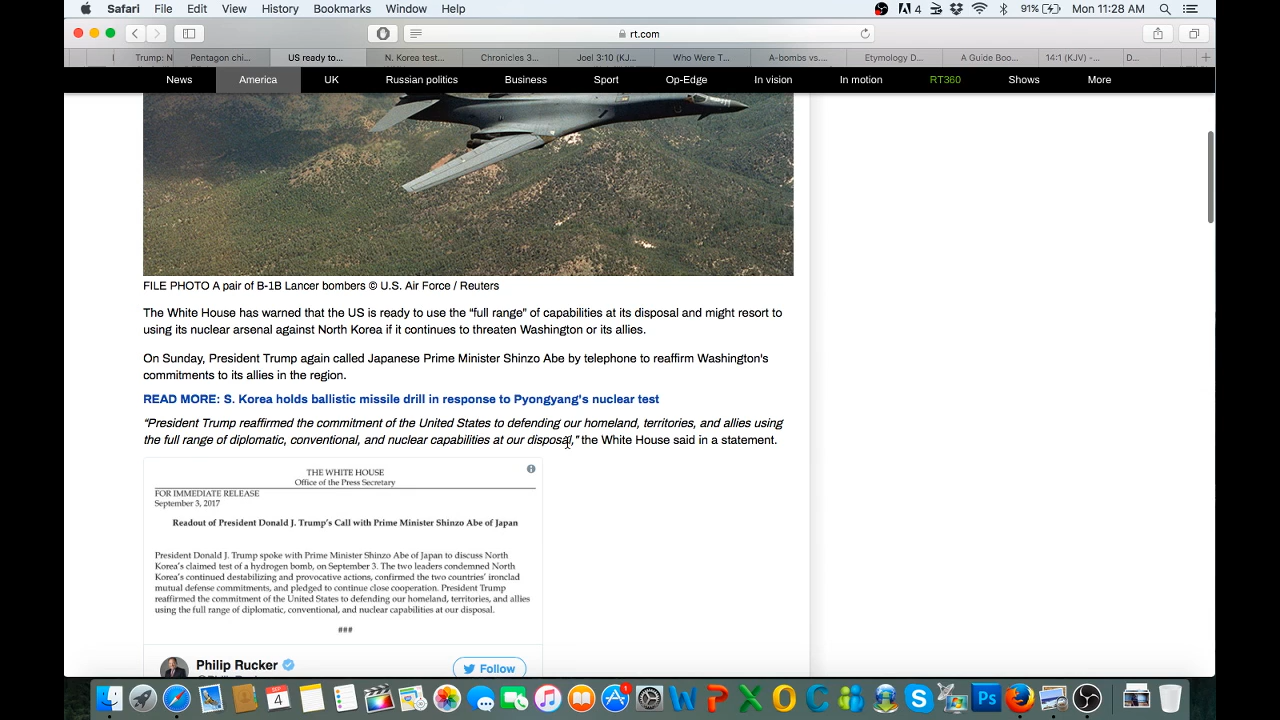 Safari File Edit View History Bookmarks Window Help 4 91% Mon 11:28 AM
rt.com
Trump: N Pentagon chi... US ready to... N. Korea test... Chronicles 3... Joel 3:10 (KJ... Who Were T... A-bombs vs.... Etymology D... A Guide Boo... 14:1 (KJV) -... D...
News America UK Russian politics Business Sport Op-Edge In vision In motion RT360 Shows More
FILE PHOTO A pair of B-1B Lancer bombers © U.S. Air Force / Reuters
The White House has warned that the US is ready to use the “full range” of capabilities at its disposal and might resort to
using its nuclear arsenal against North Korea if it continues to threaten Washington or its allies.
On Sunday, President Trump again called Japanese Prime Minister Shinzo Abe by telephone to reaffirm Washington's
commitments to its allies in the region.
READ MORE: S. Korea holds ballistic missile drill in response to Pyongyang's nuclear test
“President Trump reaffirmed the commitment of the United States to defending our homeland, territories, and allies using
the full range of diplomatic, conventional, and nuclear capabilities at our disposal,” the White House said in a statement.
THE WHITE HOUSE
Office of the Press Secretary
FOR IMMEDIATE RELEASE
September 3, 2017
Readout of President Donald J. Trump's Call with Prime Minister Shinzo Abe of Japan
President Donald J. Trump spoke with Prime Minister Shinzo Abe of Japan to discuss North
Korea's claimed test of a hydrogen bomb, on September 3. The two leaders condemned North
Korea's continued destabilizing and provocative actions, confirmed the two countries' ironclad
mutual defense commitments, and pledged to continue close cooperation. President Trump
reaffirmed the commitment of the United States to defending our homeland, territories, and allies
using the full range of diplomatic, conventional, and nuclear capabilities at our disposal.
###
Philip Rucker Follow
SEP
4 1 W P X O C S Ps